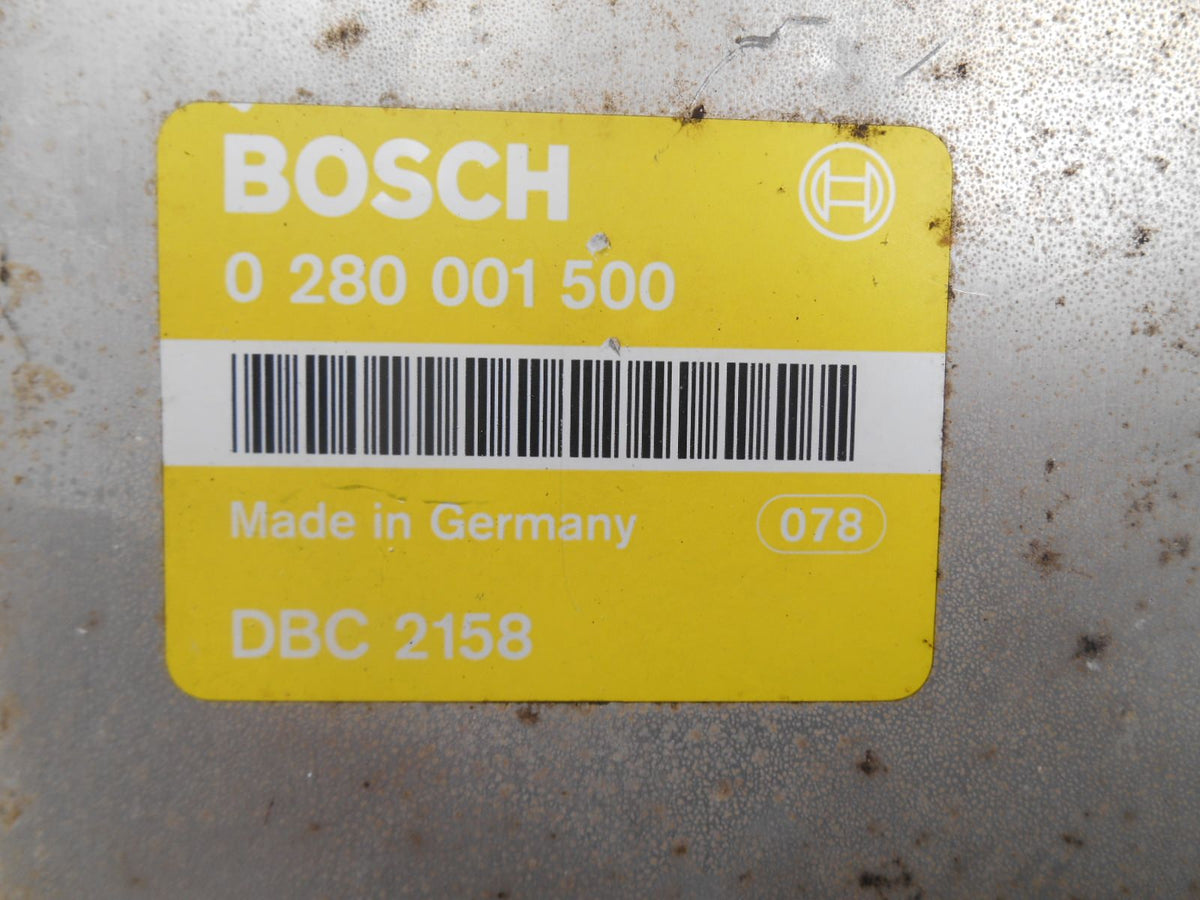 BOSCH
0 280 001 500
Made in Germany 078
DBC 2158